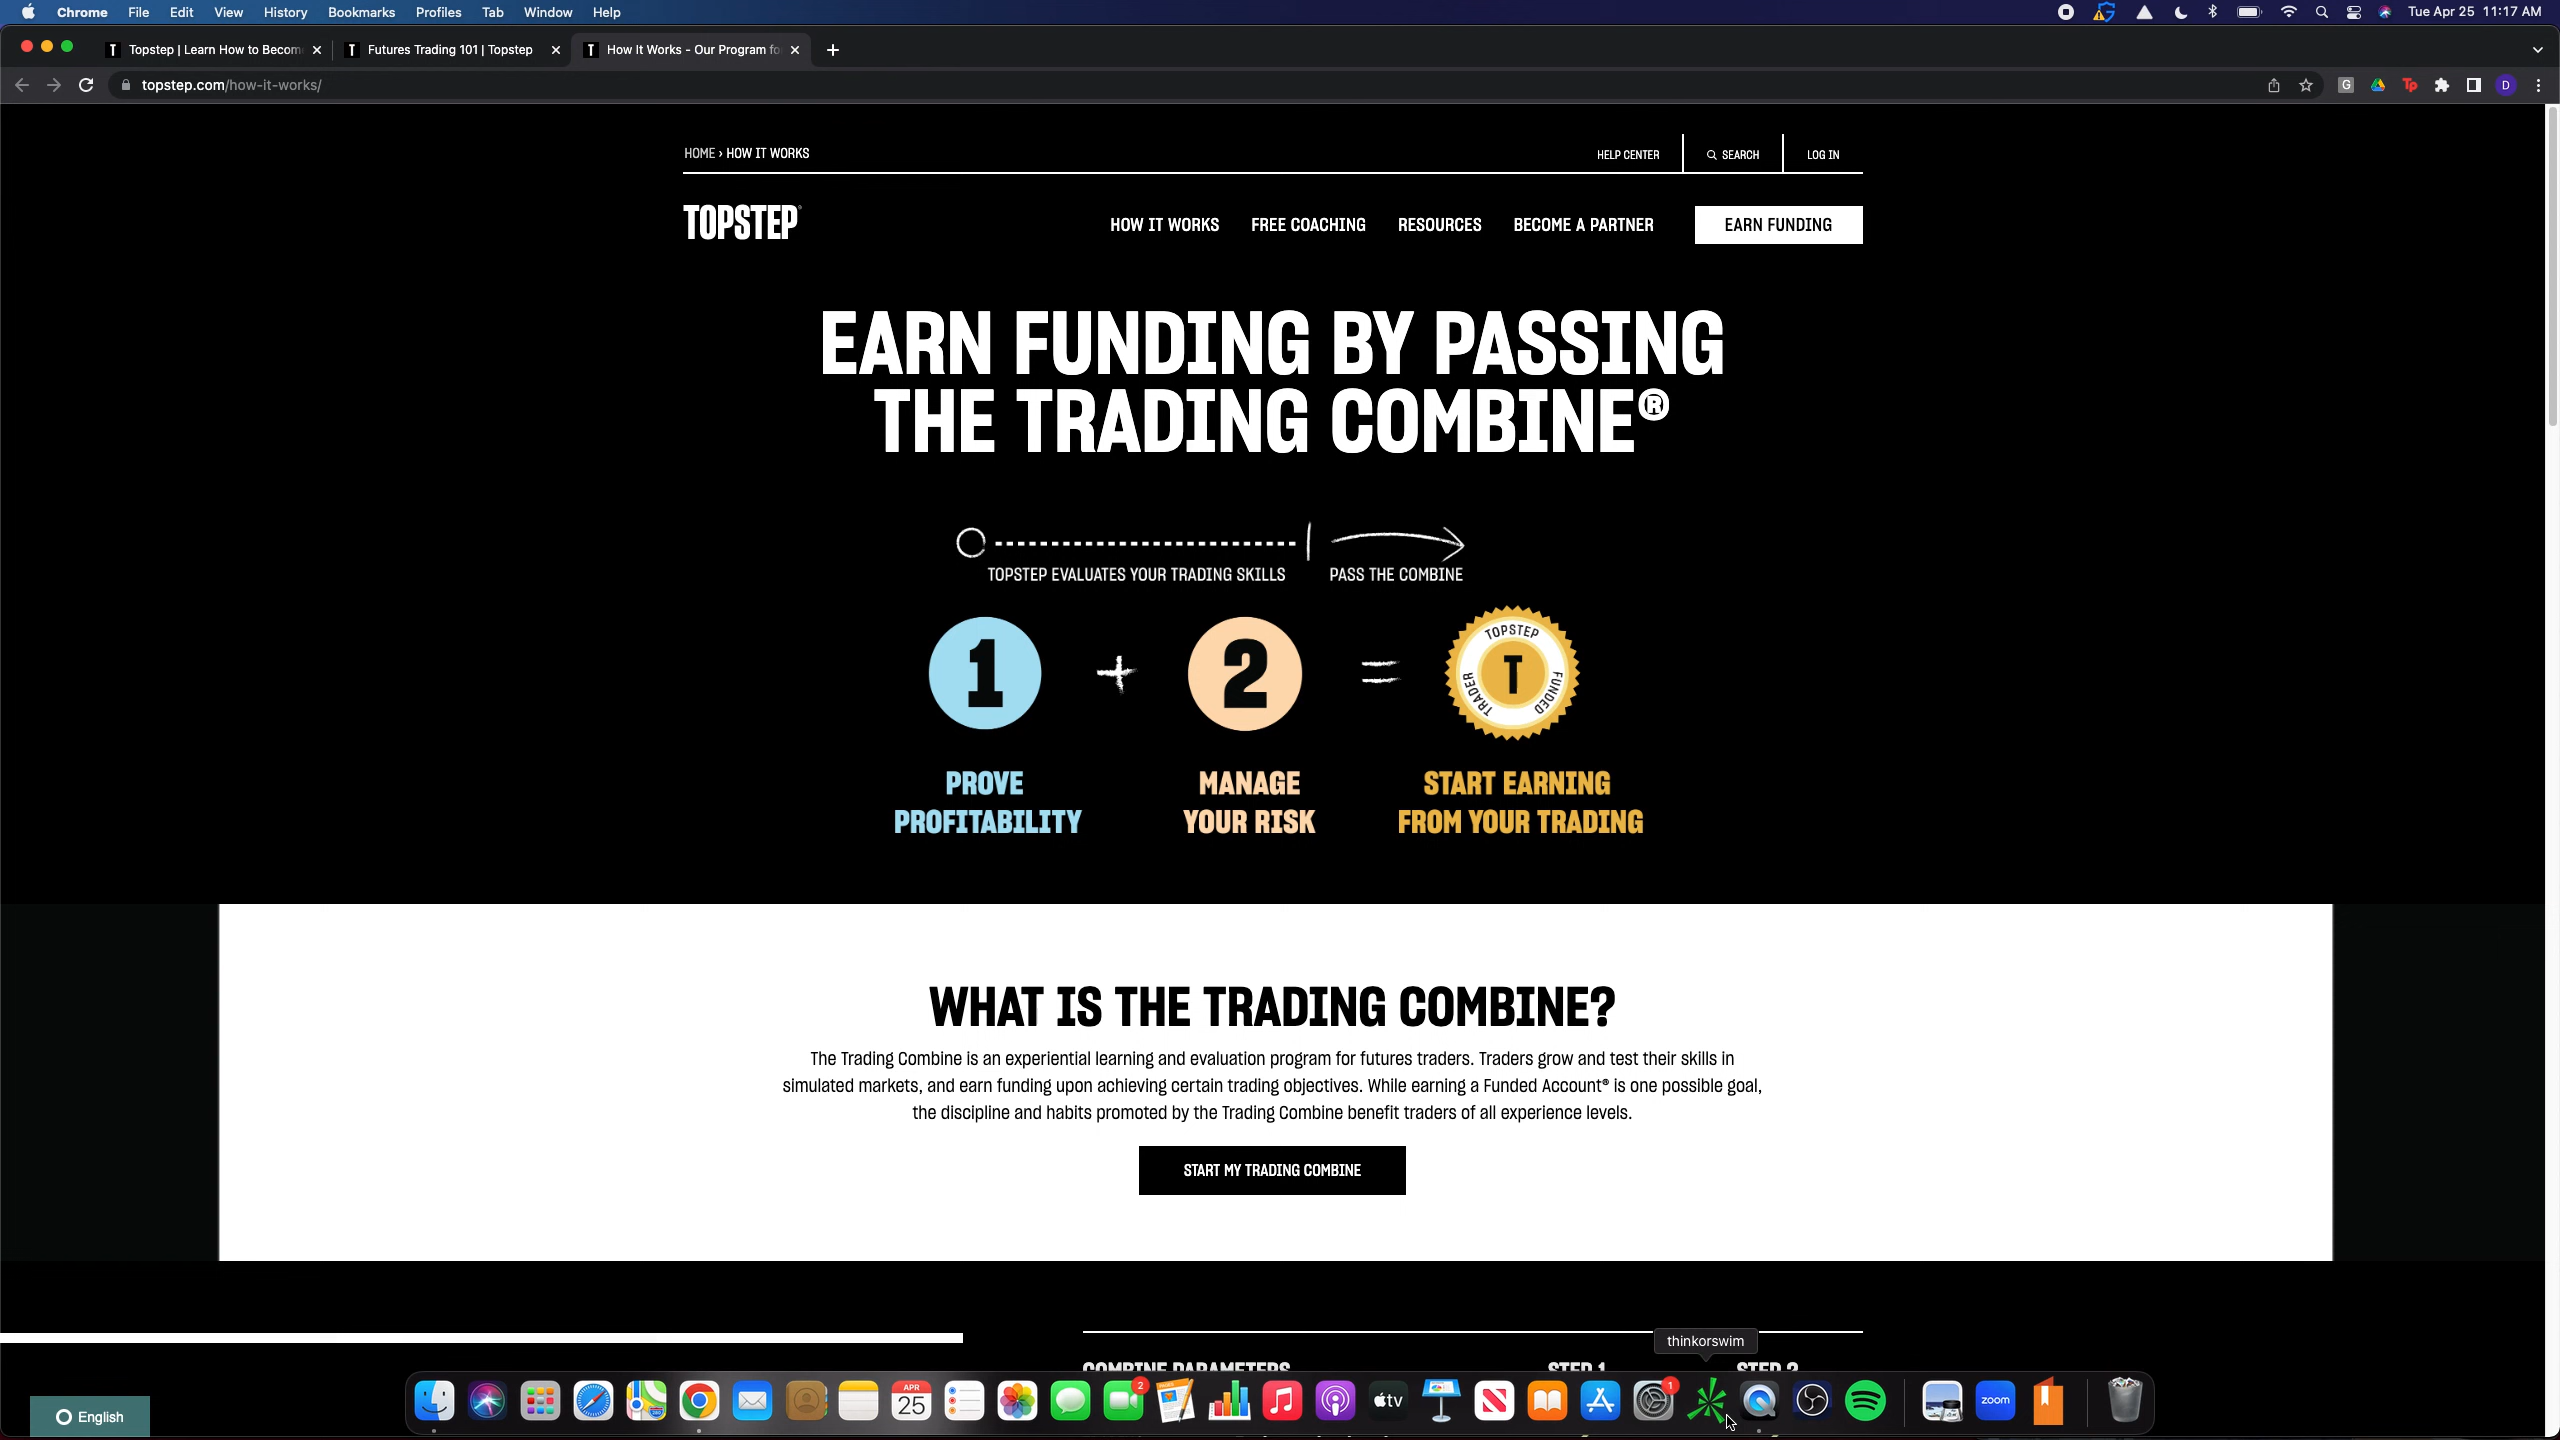 Chrome File Edit View History Bookmarks Profiles Tab Window Help
Tue Apr 25 11:17 AM
Topstep | Learn How to Becom
Futures Trading 101 | Topstep
How It Works - Our Program fo
topstep.com/how-it-works/
G
Tp
D
HOME › HOW IT WORKS
HELP CENTER
SEARCH
LOG IN
TOPSTEP®
HOW IT WORKS
FREE COACHING
RESOURCES
BECOME A PARTNER
EARN FUNDING
EARN FUNDING BY PASSING
THE TRADING COMBINE®
TOPSTEP EVALUATES YOUR TRADING SKILLS
PASS THE COMBINE
1 + 2 =
TOPSTEP
T
FUNDED
TRADER
PROVE
PROFITABILITY
MANAGE
YOUR RISK
START EARNING
FROM YOUR TRADING
WHAT IS THE TRADING COMBINE?
The Trading Combine is an experiential learning and evaluation program for futures traders. Traders grow and test their skills in
simulated markets, and earn funding upon achieving certain trading objectives. While earning a Funded Account® is one possible goal,
the discipline and habits promoted by the Trading Combine benefit traders of all experience levels.
START MY TRADING COMBINE
thinkorswim
COMBINE PARAMETERS
STEP 1
STEP 2
English
APR
25
2
tv
1
zoom